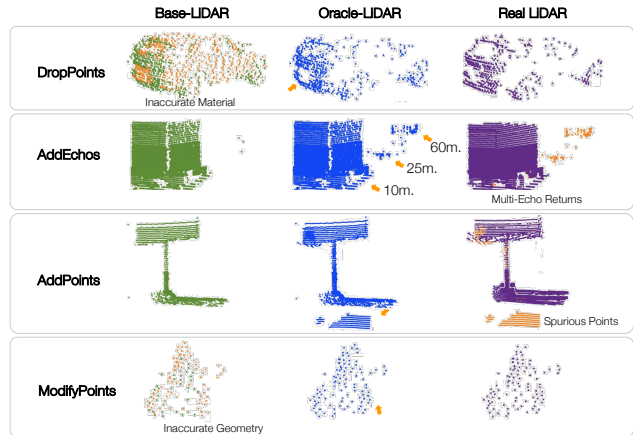 Base-LiDAR Oracle-LiDAR Real LiDAR
DropPoints
Inaccurate Material
AddEchos
60m.
25m.
10m.
Multi-Echo Returns
AddPoints
Spurious Points
ModifyPoints
Inaccurate Geometry